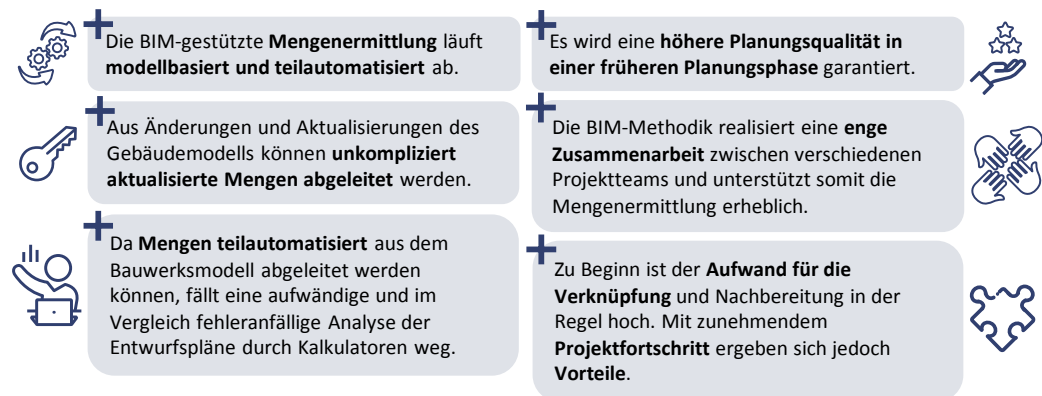 Die BIM-gestützte Mengenermittlung läuft
modellbasiert und teilautomatisiert ab.
Aus Änderungen und Aktualisierungen des
Gebäudemodells können unkompliziert
aktualisierte Mengen abgeleitet werden.
Da Mengen teilautomatisiert aus dem
Bauwerksmodell abgeleitet werden
können, fällt eine aufwändige und im
Vergleich fehleranfällige Analyse der
Entwurfspläne durch Kalkulatoren weg.
Es wird eine höhere Planungsqualität in
einer früheren Planungsphase garantiert.
Die BIM-Methodik realisiert eine enge
Zusammenarbeit zwischen verschiedenen
Projektteams und unterstützt somit die
Mengenermittlung erheblich.
Zu Beginn ist der Aufwand für die
Verknüpfung und Nachbereitung in der
Regel hoch. Mit zunehmendem
Projektfortschritt ergeben sich jedoch
Vorteile.